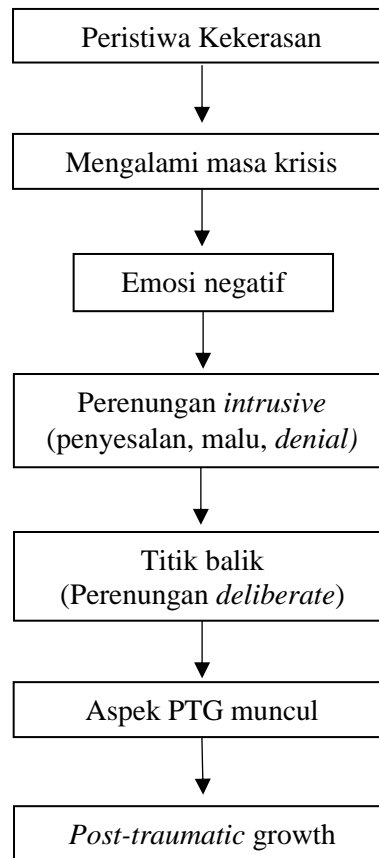 Peristiwa Kekerasan
Mengalami masa krisis
Emosi negatif
Perenungan intrusive
(penyesalan, malu, denial)
Titik balik
(Perenungan deliberate)
Aspek PTG muncul
Post-traumatic growth